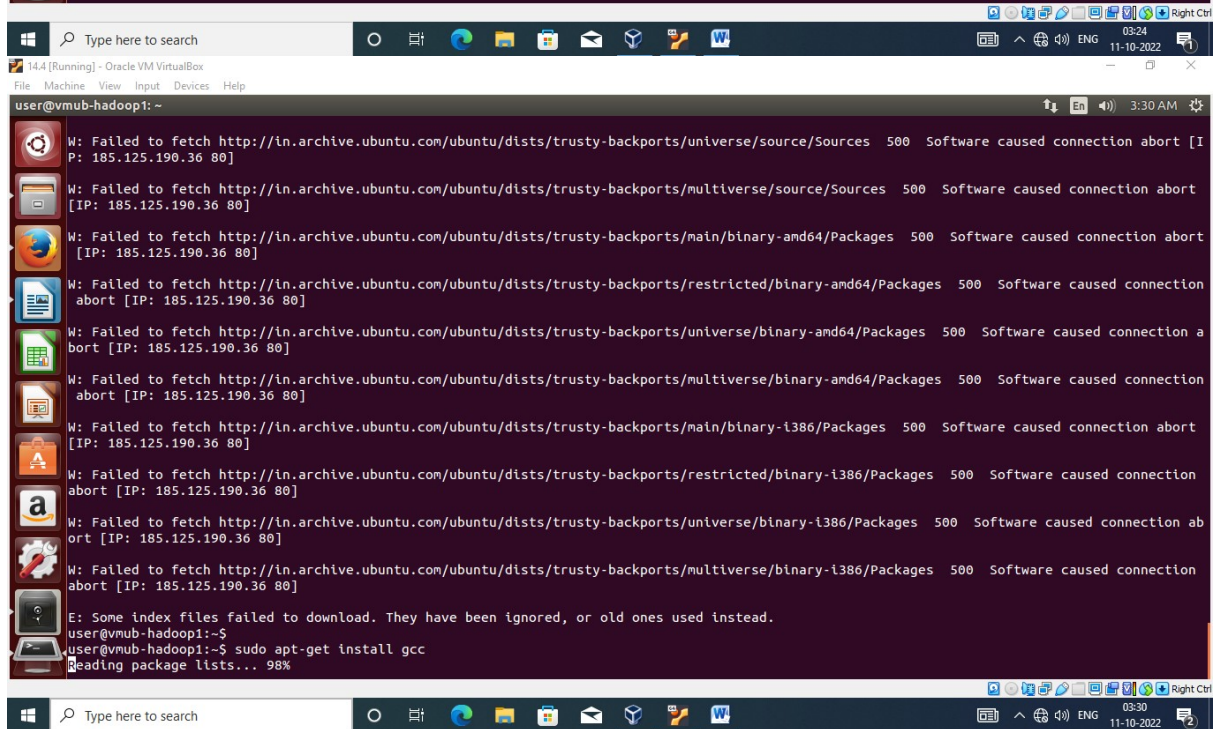 Right Ctrl
Type here to search
W
ENG
03:24
11-10-2022
1
14.4 [Running] - Oracle VM VirtualBox
File Machine View Input Devices Help
user@vmub-hadoop1: ~
En
3:30 AM
W: Failed to fetch http://in.archive.ubuntu.com/ubuntu/dists/trusty-backports/universe/source/Sources  500  Software caused connection abort [I
P: 185.125.190.36 80]
W: Failed to fetch http://in.archive.ubuntu.com/ubuntu/dists/trusty-backports/multiverse/source/Sources  500  Software caused connection abort
[IP: 185.125.190.36 80]
W: Failed to fetch http://in.archive.ubuntu.com/ubuntu/dists/trusty-backports/main/binary-amd64/Packages  500  Software caused connection abort
 [IP: 185.125.190.36 80]
W: Failed to fetch http://in.archive.ubuntu.com/ubuntu/dists/trusty-backports/restricted/binary-amd64/Packages  500  Software caused connection
 abort [IP: 185.125.190.36 80]
W: Failed to fetch http://in.archive.ubuntu.com/ubuntu/dists/trusty-backports/universe/binary-amd64/Packages  500  Software caused connection a
bort [IP: 185.125.190.36 80]
W: Failed to fetch http://in.archive.ubuntu.com/ubuntu/dists/trusty-backports/multiverse/binary-amd64/Packages  500  Software caused connection
 abort [IP: 185.125.190.36 80]
W: Failed to fetch http://in.archive.ubuntu.com/ubuntu/dists/trusty-backports/main/binary-i386/Packages  500  Software caused connection abort
[IP: 185.125.190.36 80]
W: Failed to fetch http://in.archive.ubuntu.com/ubuntu/dists/trusty-backports/restricted/binary-i386/Packages  500  Software caused connection
abort [IP: 185.125.190.36 80]
W: Failed to fetch http://in.archive.ubuntu.com/ubuntu/dists/trusty-backports/universe/binary-i386/Packages  500  Software caused connection ab
ort [IP: 185.125.190.36 80]
W: Failed to fetch http://in.archive.ubuntu.com/ubuntu/dists/trusty-backports/multiverse/binary-i386/Packages  500  Software caused connection
abort [IP: 185.125.190.36 80]
E: Some index files failed to download. They have been ignored, or old ones used instead.
user@vmub-hadoop1:~$
user@vmub-hadoop1:~$ sudo apt-get install gcc
Reading package lists... 98%
Right Ctrl
Type here to search
W
ENG
03:30
11-10-2022
2